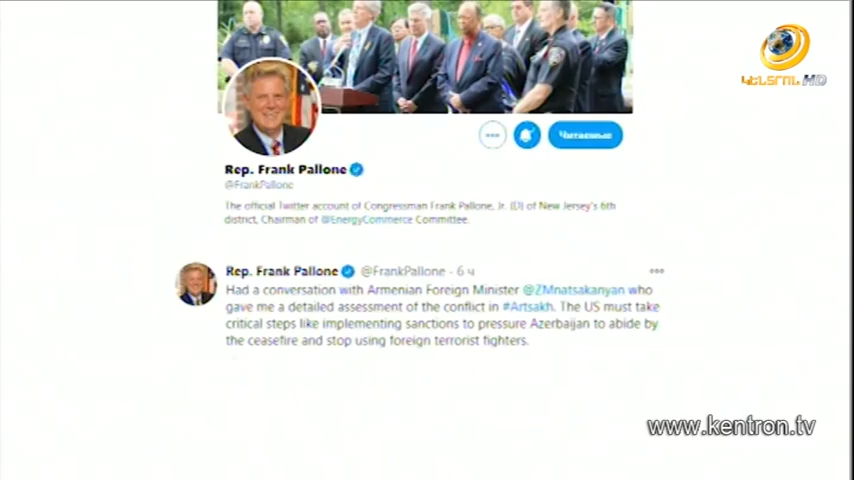 ԿԵՆՏՐՈՆ HD
Читаемые
Rep. Frank Pallone
@FrankPallone
The official Twitter account of Congressman Frank Pallone, Jr. (D) of New Jersey's 6th
district, Chairman of @EnergyCommerce Committee.
Rep. Frank Pallone @FrankPallone · 6 ч
Had a conversation with Armenian Foreign Minister @ZMnatsakanyan who
gave me a detailed assessment of the conflict in #Artsakh. The US must take
critical steps like implementing sanctions to pressure Azerbaijan to abide by
the ceasefire and stop using foreign terrorist fighters.
www.kentron.tv